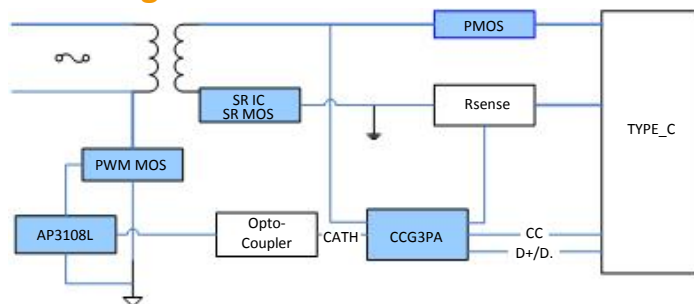 PMOS
SR IC
SR MOS
Rsense
TYPE_C
PWM MOS
AP3108L
Opto-
Coupler
CATH
CCG3PA
CC
D+/D.